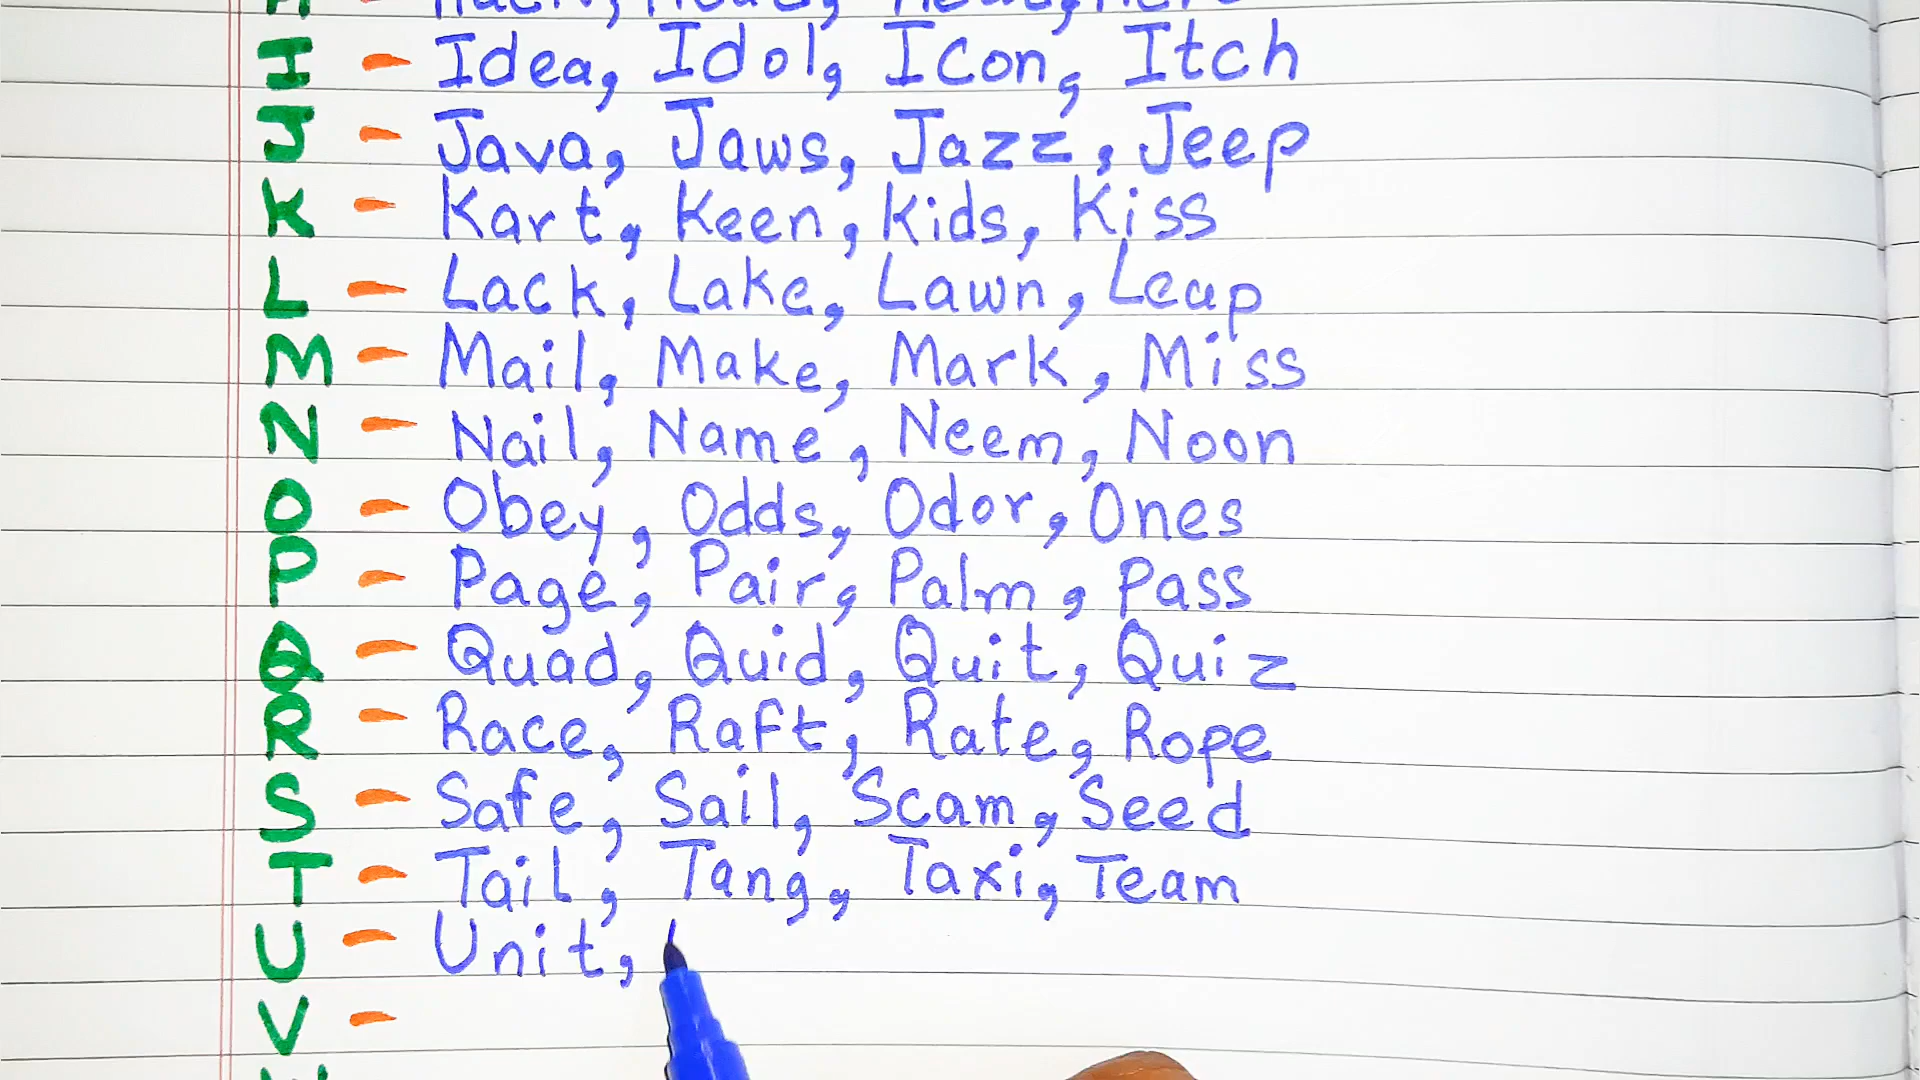 I - Idea, Idol, Icon, Itch
J - Java, Jaws, Jazz, Jeep
K - Kart, Keen, Kids, Kiss
L - Lack, Lake, Lawn, Leap
M - Mail, Make, Mark, Miss
N - Nail, Name, Neem, Noon
O - Obey, Odds, Odor, Ones
P - Page, Pair, Palm, Pass
Q - Quad, Quid, Quit, Quiz
R - Race, Raft, Rate, Rope
S - Safe, Sail, Scam, Seed
T - Tail, Tang, Taxi, Team
U - Unit,
V -